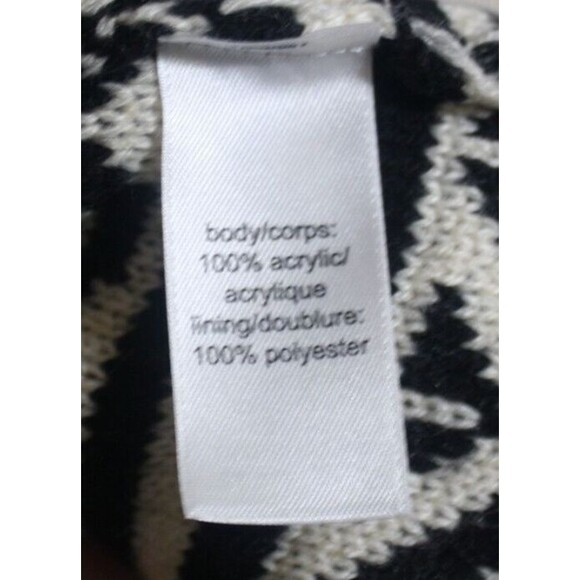 body/corps:
100% acrylic/
acrylique
lining/doublure:
100% polyester